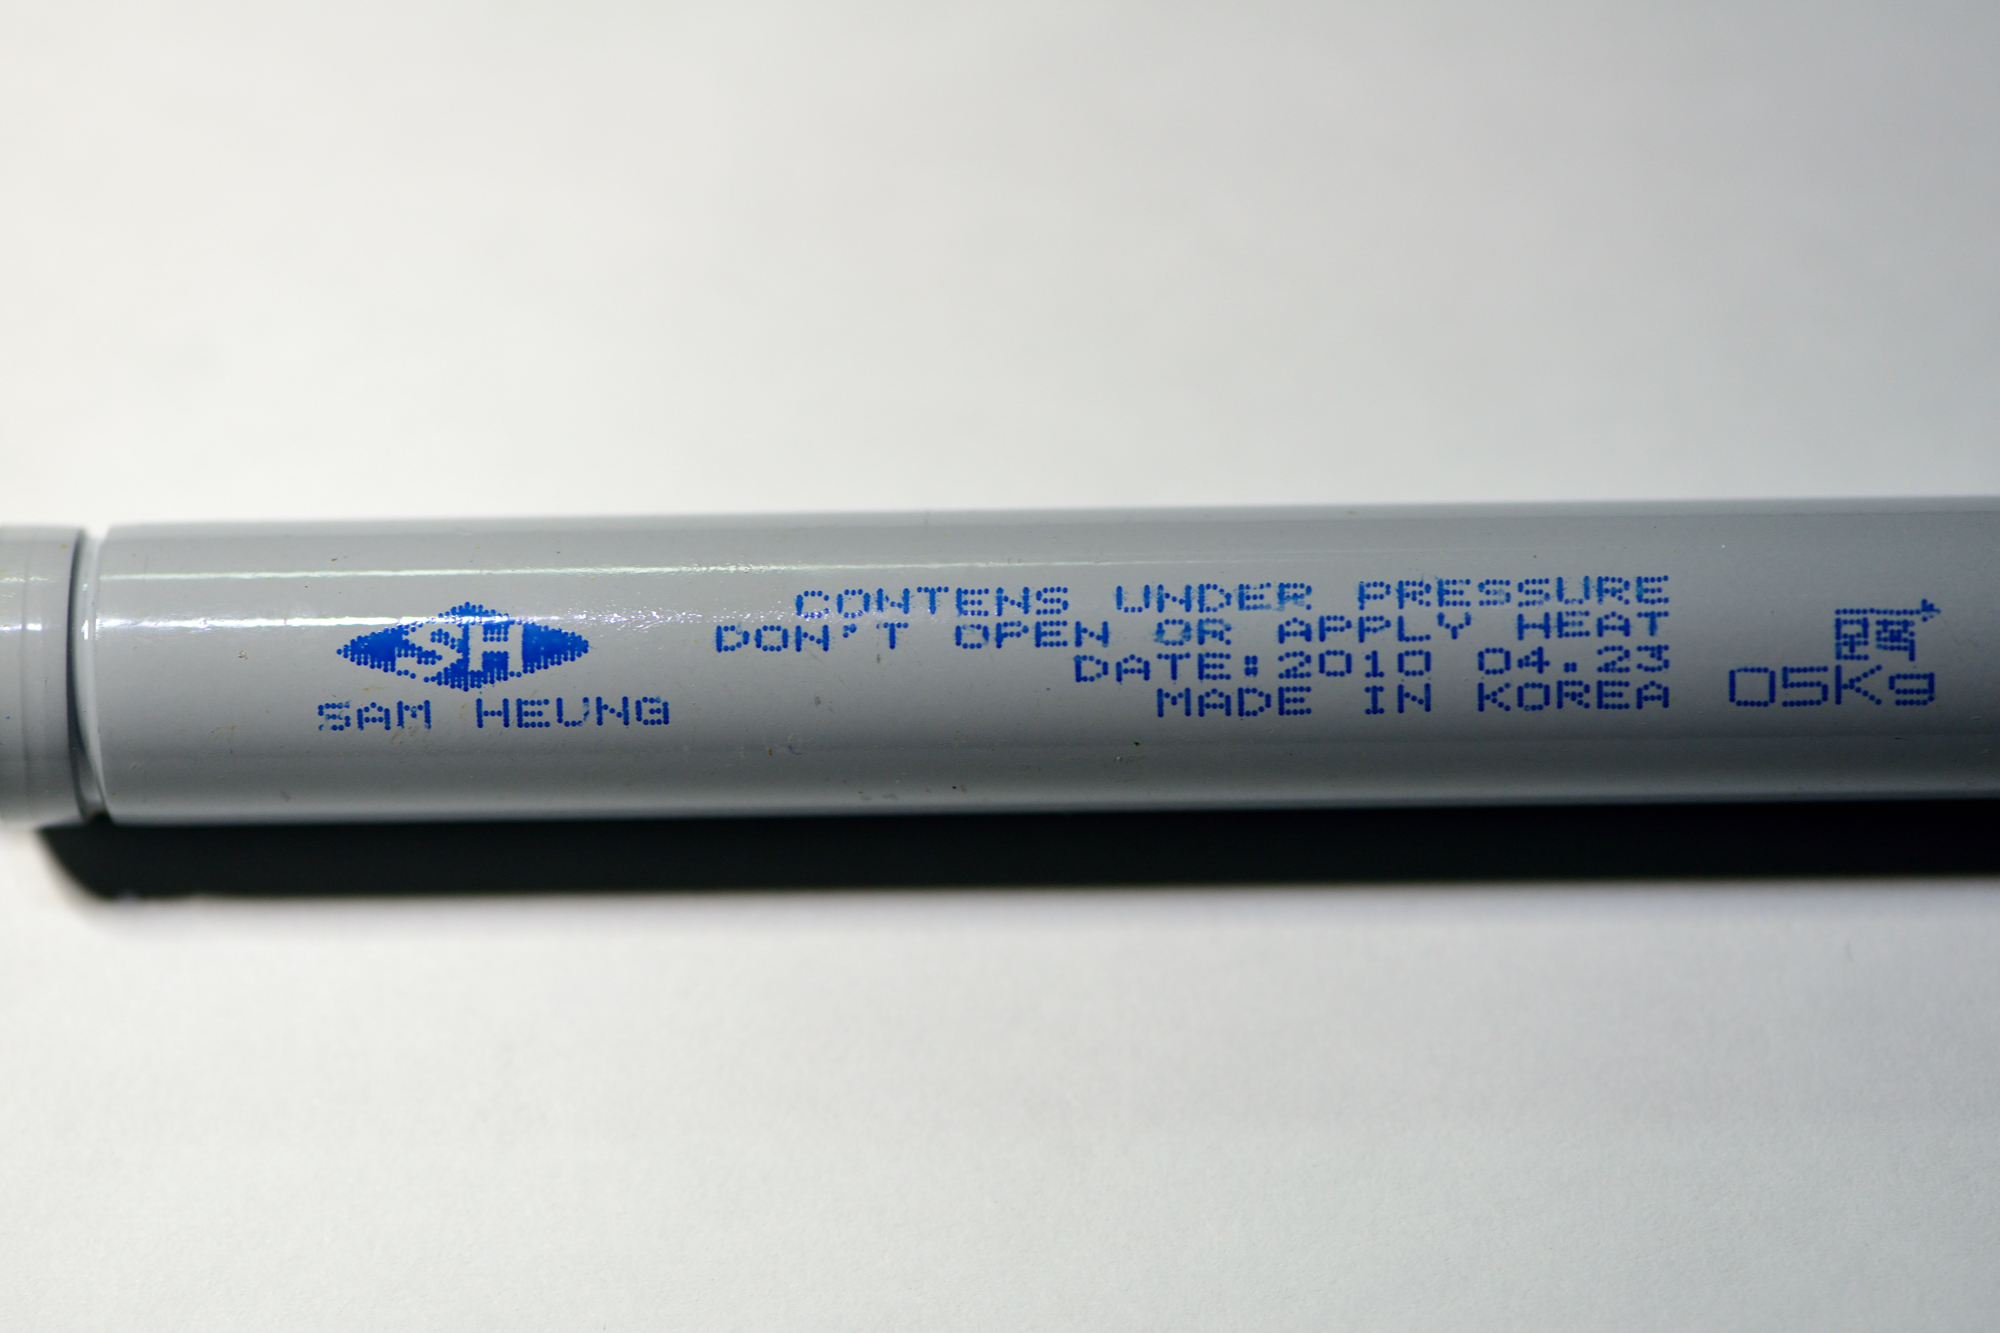 SH
SAM HEUNG
CONTENS UNDER PRESSURE
DON'T OPEN OR APPLY HEAT
DATE:2010 04.23
MADE IN KOREA
05Kg